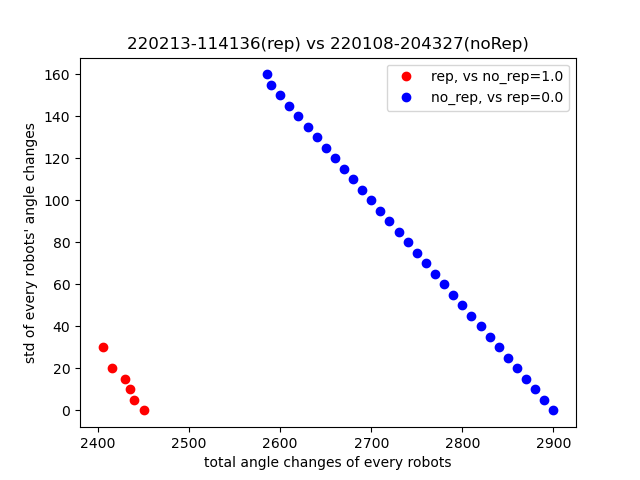 220213-114136(rep) vs 220108-204327(noRep)
rep, vs no_rep=1.0
no_rep, vs rep=0.0
160
140
120
100
80
60
40
20
0
std of every robots' angle changes
2400 2500 2600 2700 2800 2900
total angle changes of every robots